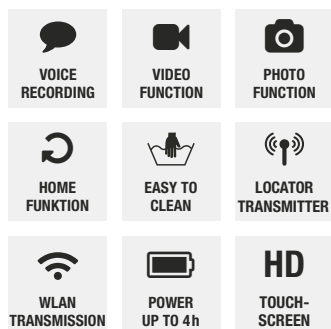 VOICE
RECORDING
VIDEO
FUNCTION
PHOTO
FUNCTION
HOME
FUNKTION
EASY TO
CLEAN
LOCATOR
TRANSMITTER
WLAN
TRANSMISSION
POWER
UP TO 4h
HD
TOUCH-
SCREEN